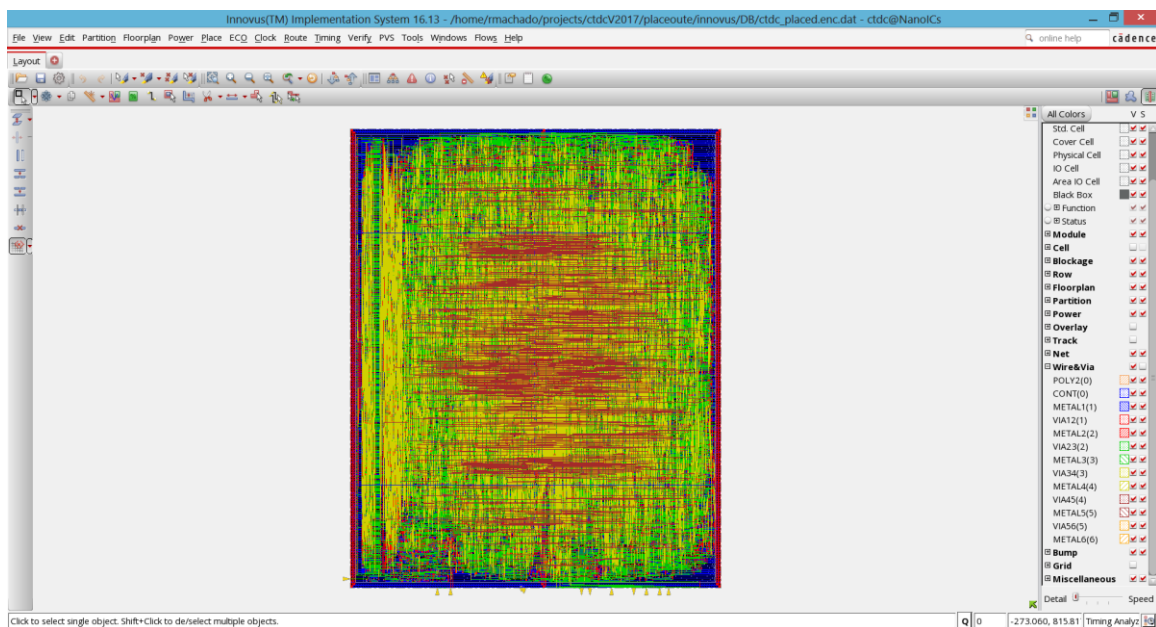 Innovus(TM) Implementation System 16.13 - /home/rmachado/projects/ctdcV2017/placeoute/innovus/DB/ctdc_placed.enc.dat - ctdc@NanoICs
File View Edit Partition Floorplan Power Place ECO Clock Route Timing Verify PVS Tools Windows Flows Help
online help cādence
Layout
All Colors V S
Std. Cell
Cover Cell
Physical Cell
IO Cell
Area IO Cell
Black Box
Function
Status
Module
Cell
Blockage
Row
Floorplan
Partition
Power
Overlay
Track
Net
Wire&Via
POLY2(0)
CONT(0)
METAL1(1)
VIA12(1)
METAL2(2)
VIA23(2)
METAL3(3)
VIA34(3)
METAL4(4)
VIA45(4)
METAL5(5)
VIA56(5)
METAL6(6)
Bump
Grid
Miscellaneous
Detail Speed
Click to select single object. Shift+Click to de/select multiple objects. Q 0 -273.060, 815.81 Timing Analyz